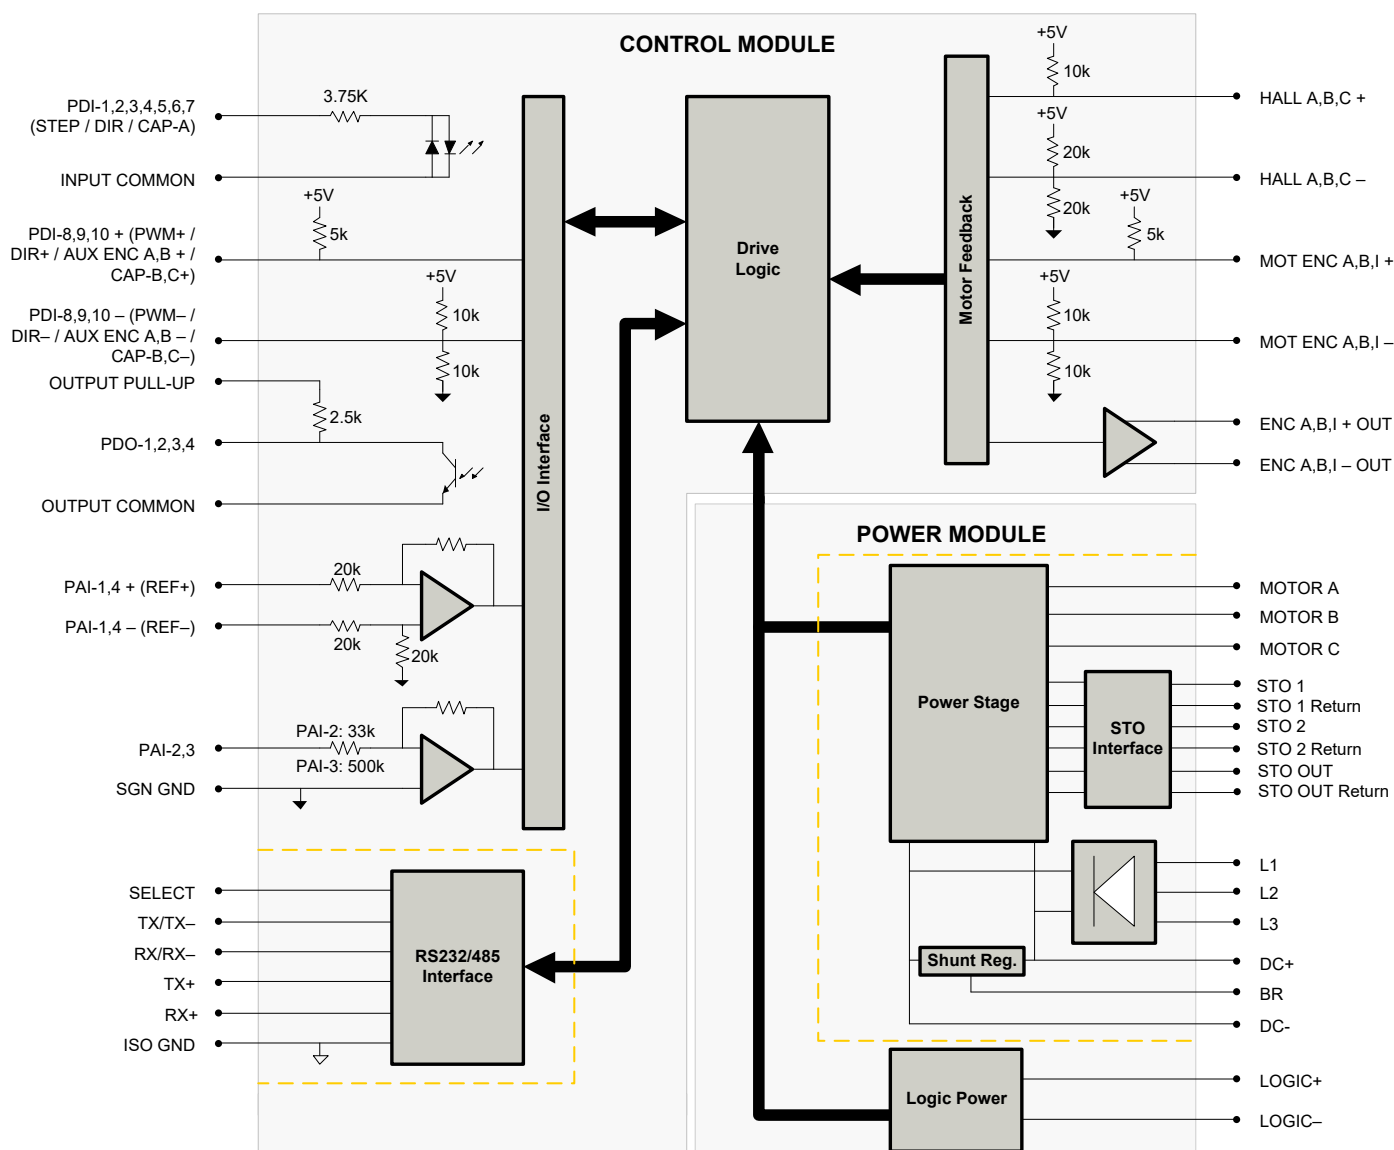 CONTROL MODULE
PDI-1,2,3,4,5,6,7
(STEP / DIR / CAP-A)
3.75K
INPUT COMMON
+5V
5k
PDI-8,9,10 + (PWM+ /
DIR+ / AUX ENC A,B + /
CAP-B,C+)
+5V
10k
10k
PDI-8,9,10 – (PWM– /
DIR– / AUX ENC A,B – /
CAP-B,C–)
OUTPUT PULL-UP
2.5k
PDO-1,2,3,4
OUTPUT COMMON
PAI-1,4 + (REF+)
20k
PAI-1,4 – (REF–)
20k
20k
PAI-2,3
PAI-2: 33k
PAI-3: 500k
SGN GND
I/O Interface
SELECT
TX/TX–
RX/RX–
TX+
RX+
ISO GND
RS232/485
Interface
Drive
Logic
Motor Feedback
+5V
10k
HALL A,B,C +
+5V
20k
20k
HALL A,B,C –
+5V
5k
MOT ENC A,B,I +
+5V
10k
10k
MOT ENC A,B,I –
ENC A,B,I + OUT
ENC A,B,I – OUT
POWER MODULE
Power Stage
MOTOR A
MOTOR B
MOTOR C
STO
Interface
STO 1
STO 1 Return
STO 2
STO 2 Return
STO OUT
STO OUT Return
L1
L2
L3
Shunt Reg.
DC+
BR
DC-
Logic Power
LOGIC+
LOGIC–